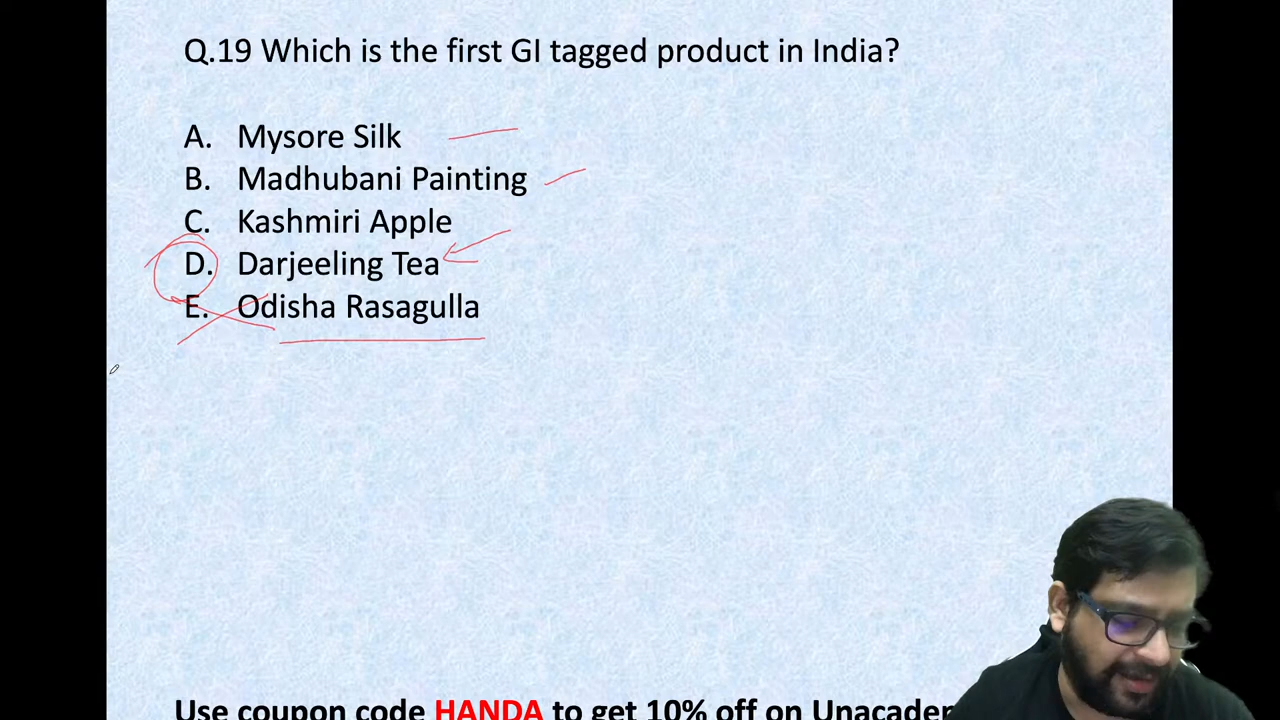 Q.19 Which is the first GI tagged product in India?
A. Mysore Silk
B. Madhubani Painting
C. Kashmiri Apple
D. Darjeeling Tea
E. Odisha Rasagulla
Use coupon code HANDA to get 10% off on